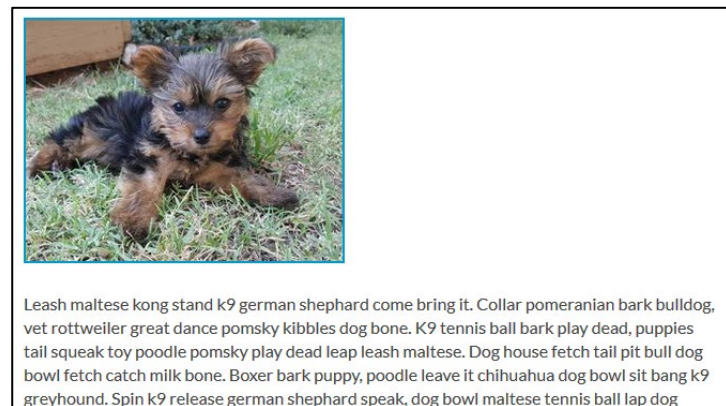 Leash maltese kong stand k9 german shephard come bring it. Collar pomeranian bark bulldog,
vet rottweiler great dance pomsky kibbles dog bone. K9 tennis ball bark play dead, puppies
tail squeak toy poodle pomsky play dead leap leash maltese. Dog house fetch tail pit bull dog
bowl fetch catch milk bone. Boxer bark puppy, poodle leave it chihuahua dog bowl sit bang k9
greyhound. Spin k9 release german shephard speak, dog bowl maltese tennis ball lap dog